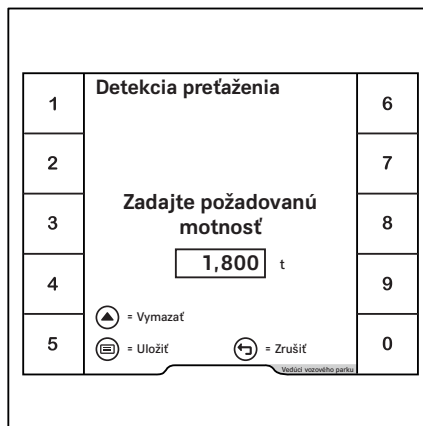 Detekcia preťaženia
1
6
2
7
Zadajte požadovanú
motnosť
3
8
1,800 t
4
9
= Vymazať
5
= Uložiť
= Zrušiť
0
Vedúci vozového parku